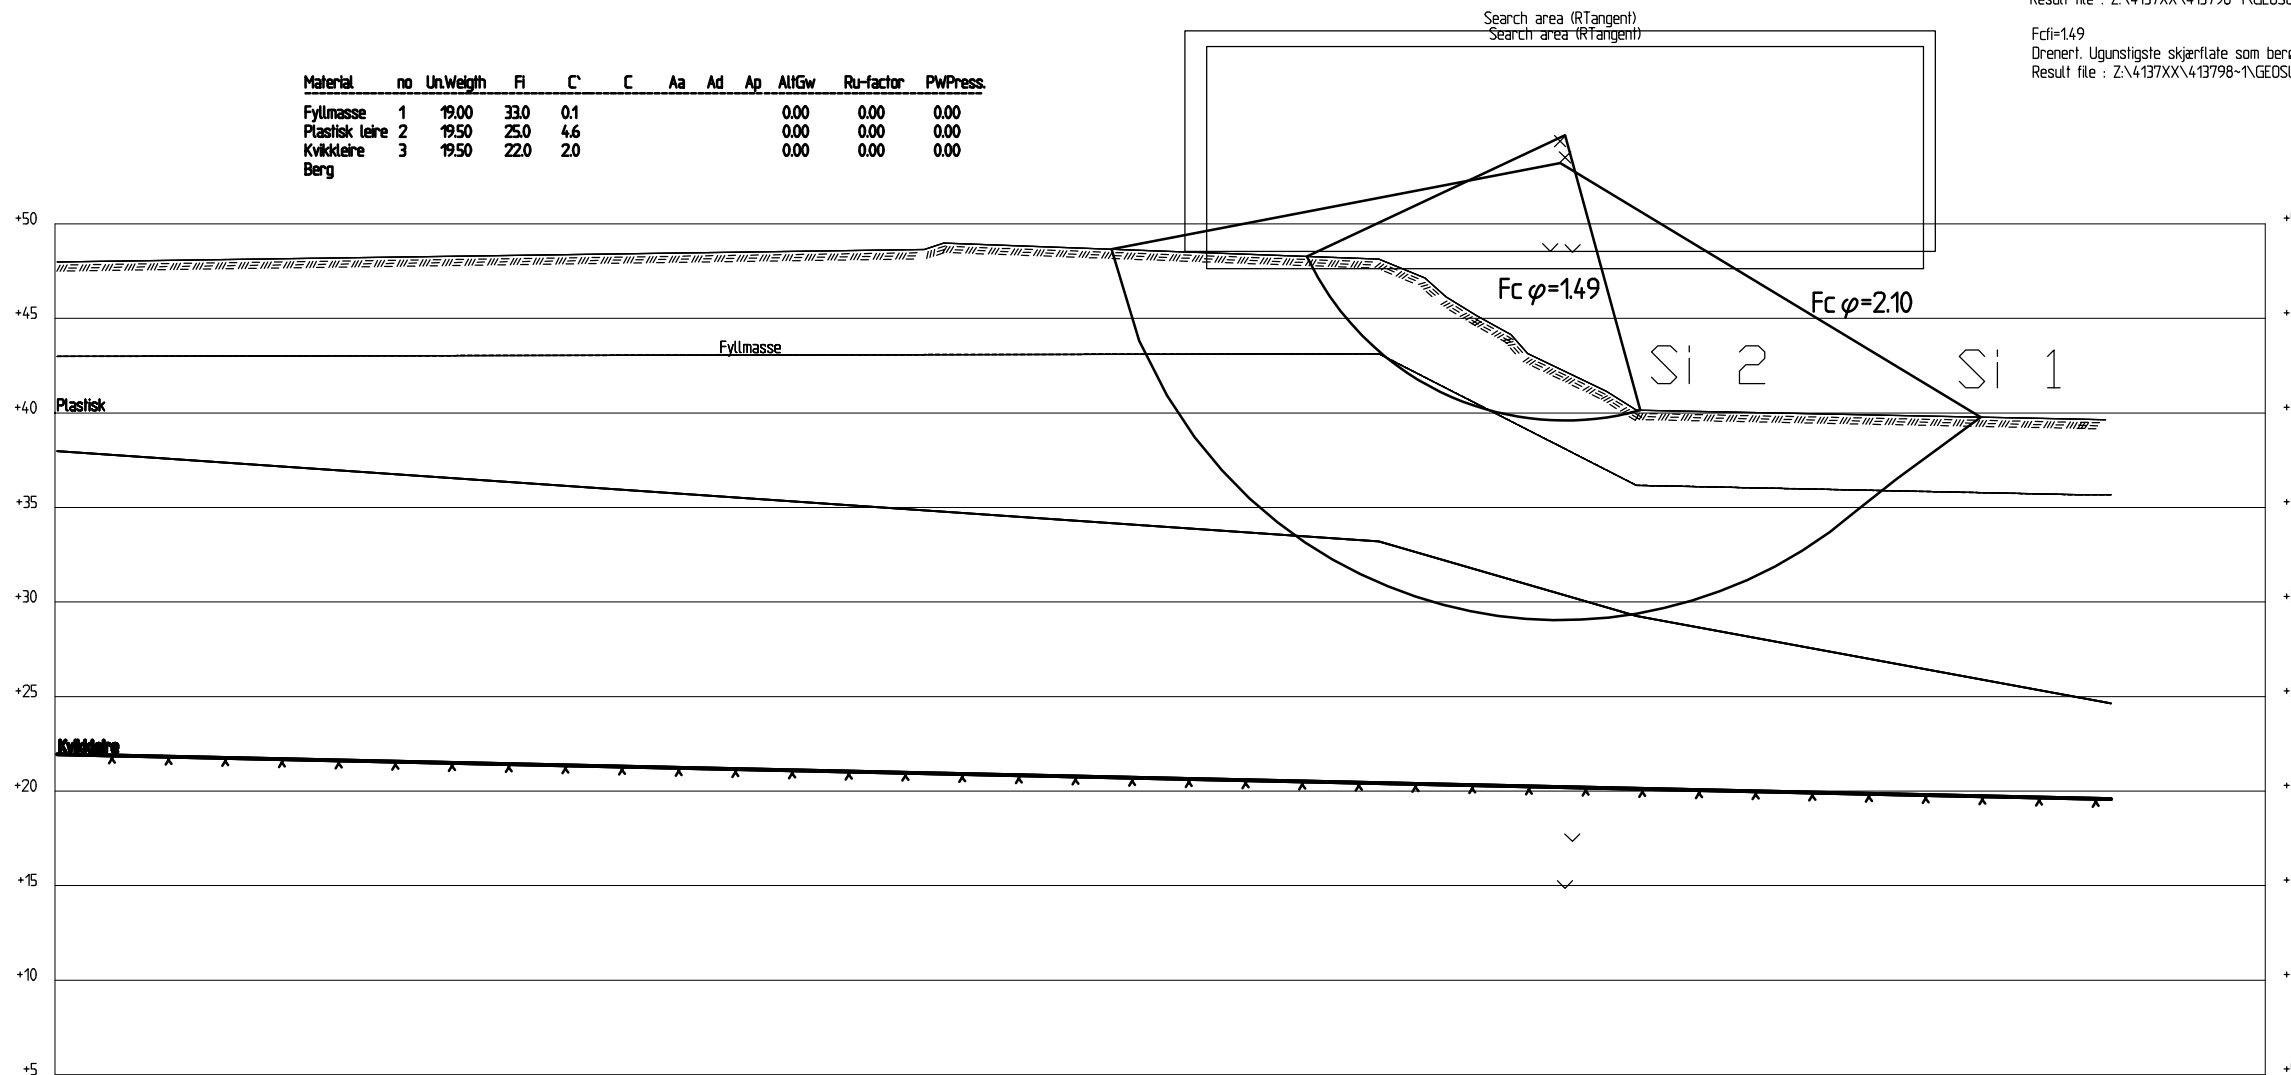 Search area (RTangent)
Search area (RTangent)
Fcfi=1.49
Drenert. Ugunstigste skjærflate som
Result file : Z:\4137XX\413798~1\GEOSU
Material no Un.Weigth Fi C` C Aa Ad Ap AltGw Ru-factor PWPress.
Fyllmasse 1 19.00 33.0 0.1 0.00 0.00 0.00
Plastisk leire 2 19.50 25.0 4.6 0.00 0.00 0.00
Kvikkleire 3 19.50 22.0 2.0 0.00 0.00 0.00
Berg
+50
Fc φ=1.49
Fc φ=2.10
+45
Fyllmasse
Si 2
Si 1
+40
Plastisk
+35
+30
+25
Kvikkleire
+20
+15
+10
+5